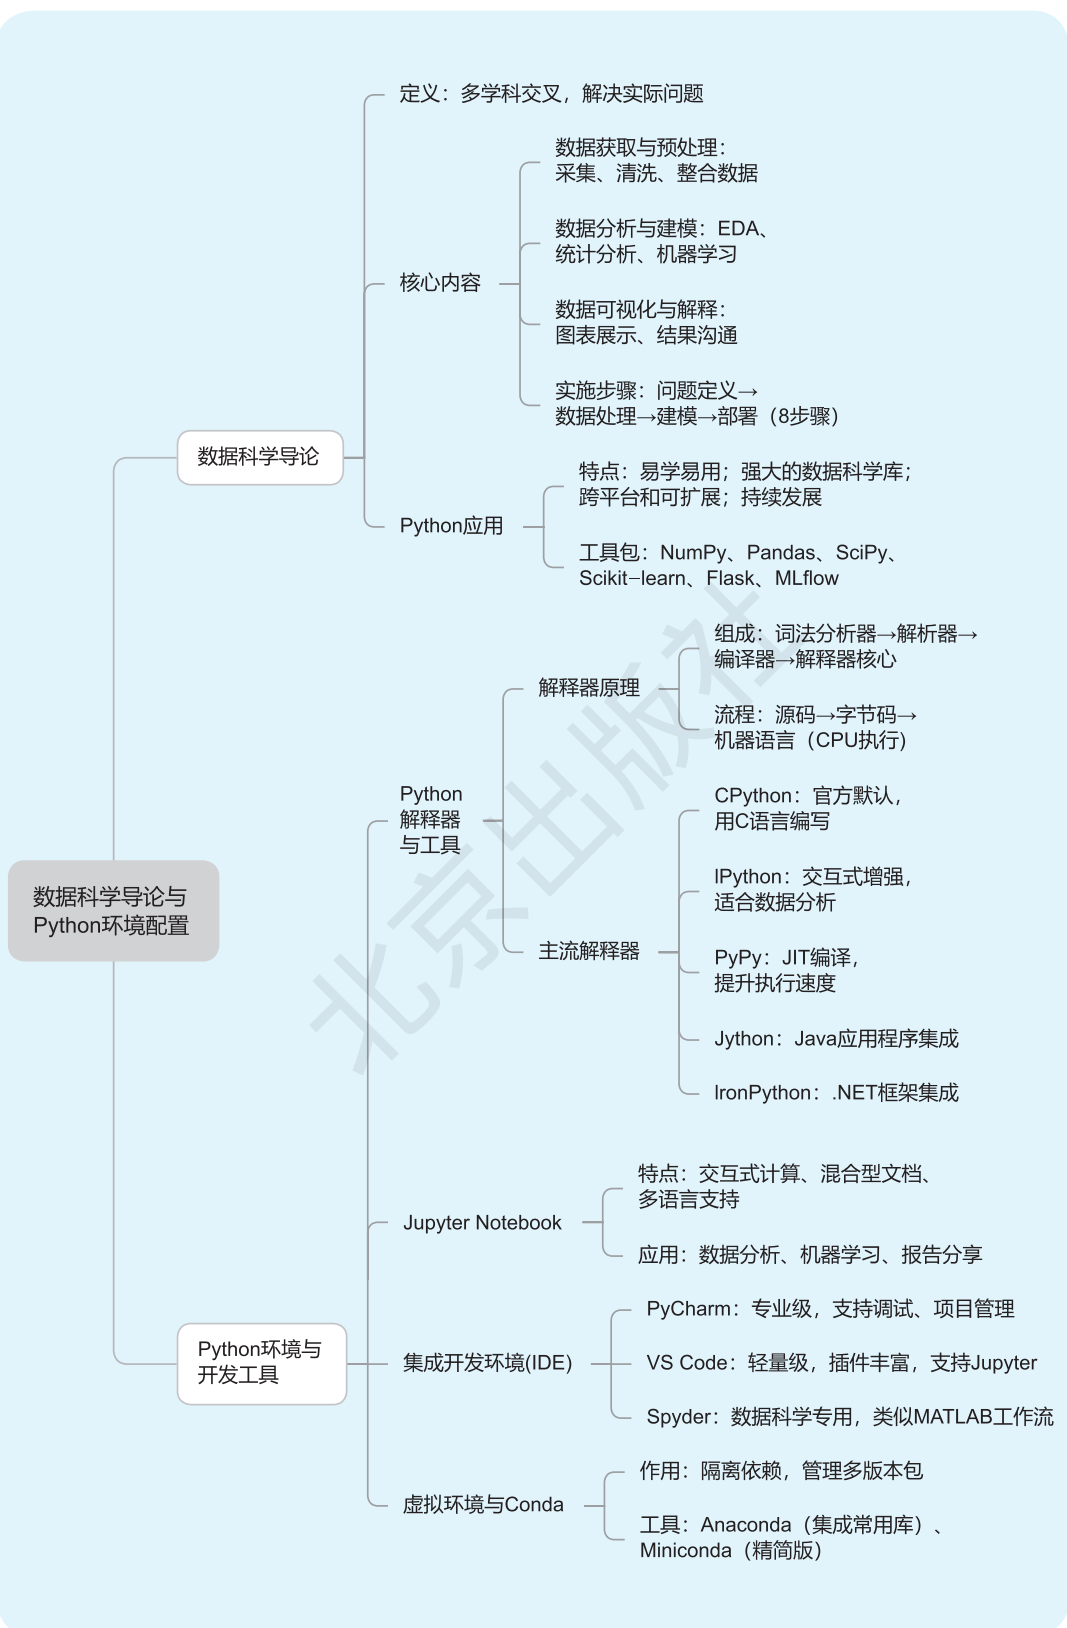 定义：多学科交叉，解决实际问题
数据获取与预处理：
采集、清洗、整合数据
数据分析与建模：EDA、
统计分析、机器学习
核心内容
数据可视化与解释：
图表展示、结果沟通
实施步骤：问题定义→
数据处理→建模→部署（8步骤）
数据科学导论
特点：易学易用；强大的数据科学库；
跨平台和可扩展；持续发展
Python应用
工具包：NumPy、Pandas、SciPy、
Scikit-learn、Flask、MLflow
组成：词法分析器→解析器→
编译器→解释器核心
解释器原理
流程：源码→字节码→
机器语言（CPU执行）
Python
解释器
与工具
CPython：官方默认，
用C语言编写
IPython：交互式增强，
适合数据分析
主流解释器
PyPy：JIT编译，
提升执行速度
Jython：Java应用程序集成
IronPython：.NET框架集成
数据科学导论与
Python环境配置
特点：交互式计算、混合型文档、
多语言支持
Jupyter Notebook
应用：数据分析、机器学习、报告分享
PyCharm：专业级，支持调试、项目管理
Python环境与
开发工具
集成开发环境(IDE)
VS Code：轻量级，插件丰富，支持Jupyter
Spyder：数据科学专用，类似MATLAB工作流
作用：隔离依赖，管理多版本包
虚拟环境与Conda
工具：Anaconda（集成常用库）、
Miniconda（精简版）
北京出版社